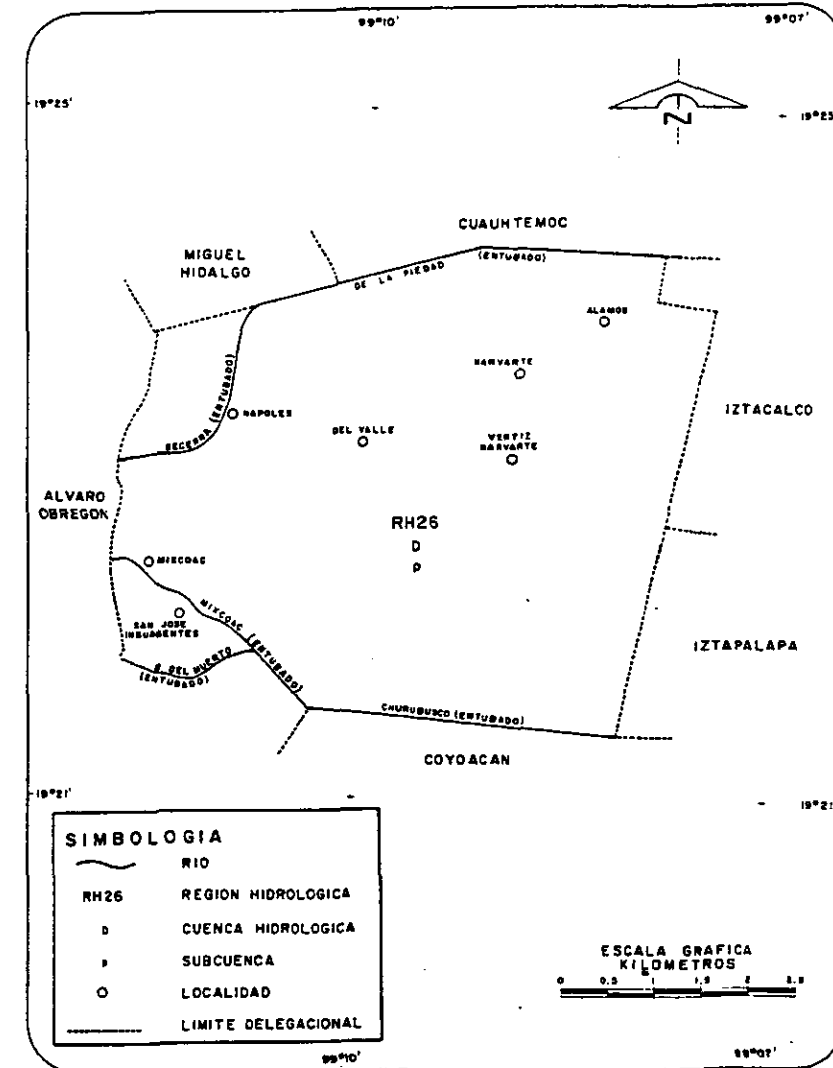 99°10'
99°07'
19°25'
19°25
N
CUAUHTEMOC
MIGUEL
HIDALGO
DE LA PIEDAD
(ENTUBADO)
ALAMOS
NARVARTE
IZTACALCO
BECERRA (ENTUBADO)
NAPOLES
DEL VALLE
VERTIZ
NARVARTE
ALVARO
OBREGON
RH26
D
p
MIXCOAC
MIXCOAC (ENTUBADO)
SAN JOSE
INSURGENTES
IZTAPALAPA
B. DEL MUERTO
(ENTUBADO)
CHURUBUSCO (ENTUBADO)
COYOACAN
19°21'
19°21
SIMBOLOGIA
RIO
RH26 REGION HIDROLOGICA
D CUENCA HIDROLOGICA
p SUBCUENCA
LOCALIDAD
LIMITE DELEGACIONAL
ESCALA GRAFICA
KILOMETROS
0 0.5 1 1.5 2 2.5
99°10'
99°07'